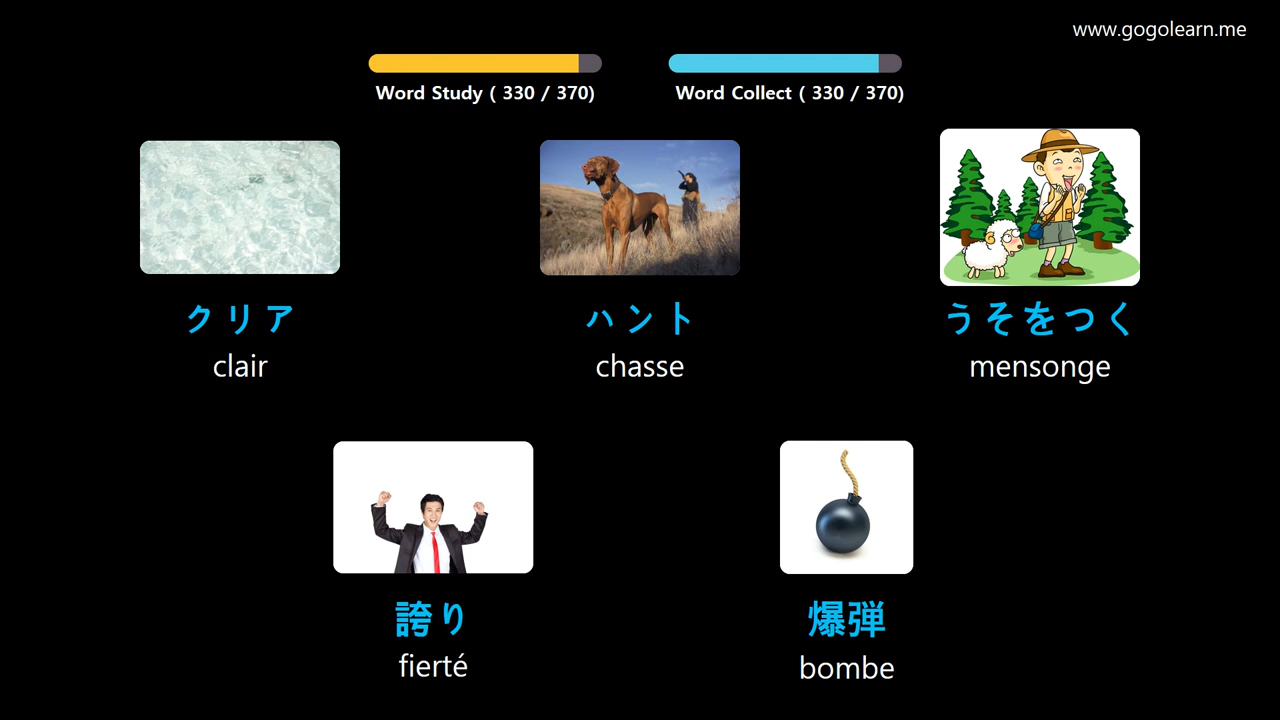 www.gogolearn.me
Word Study ( 330 / 370)
Word Collect ( 330 / 370)
クリア
clair
ハント
chasse
うそをつく
mensonge
誇り
fierté
爆弾
bombe